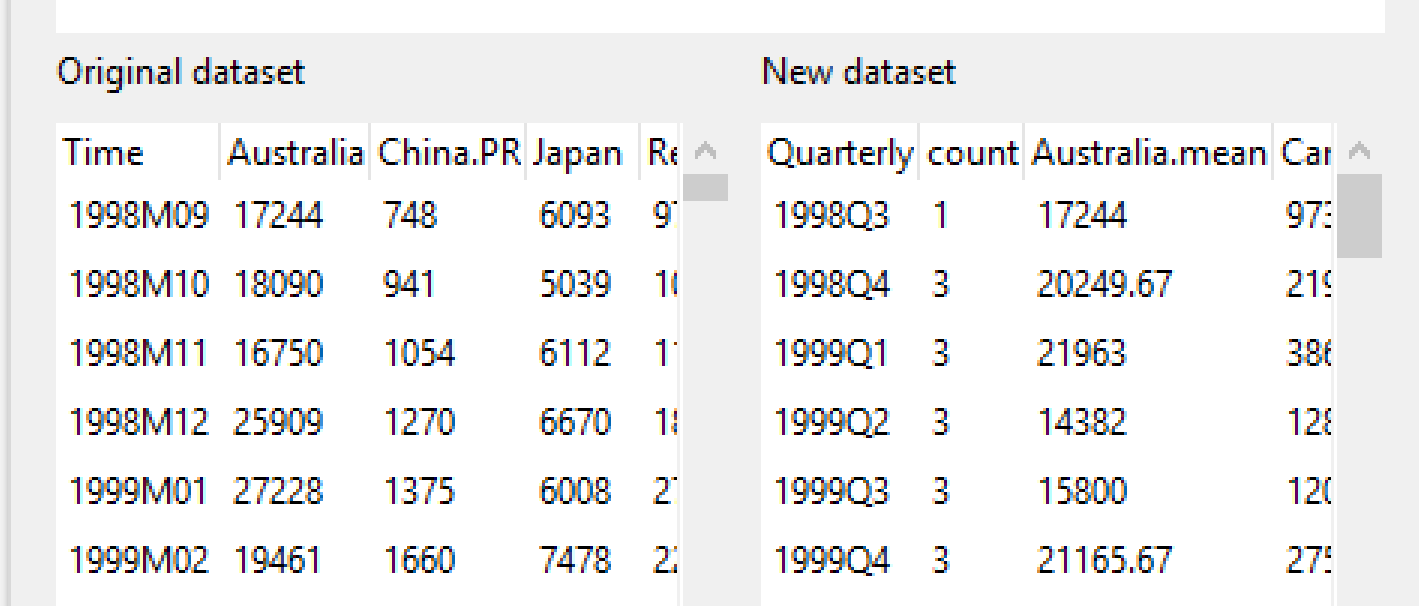 Original dataset
New dataset
Time Australia China.PR Japan
1998M09 17244 748 6093
1998M10 18090 941 5039
1998M11 16750 1054 6112
1998M12 25909 1270 6670
1999M01 27228 1375 6008
1999M02 19461 1660 7478
Quarterly count Australia.mean
1998Q3 1 17244
1998Q4 3 20249.67
1999Q1 3 21963
1999Q2 3 14382
1999Q3 3 15800
1999Q4 3 21165.67